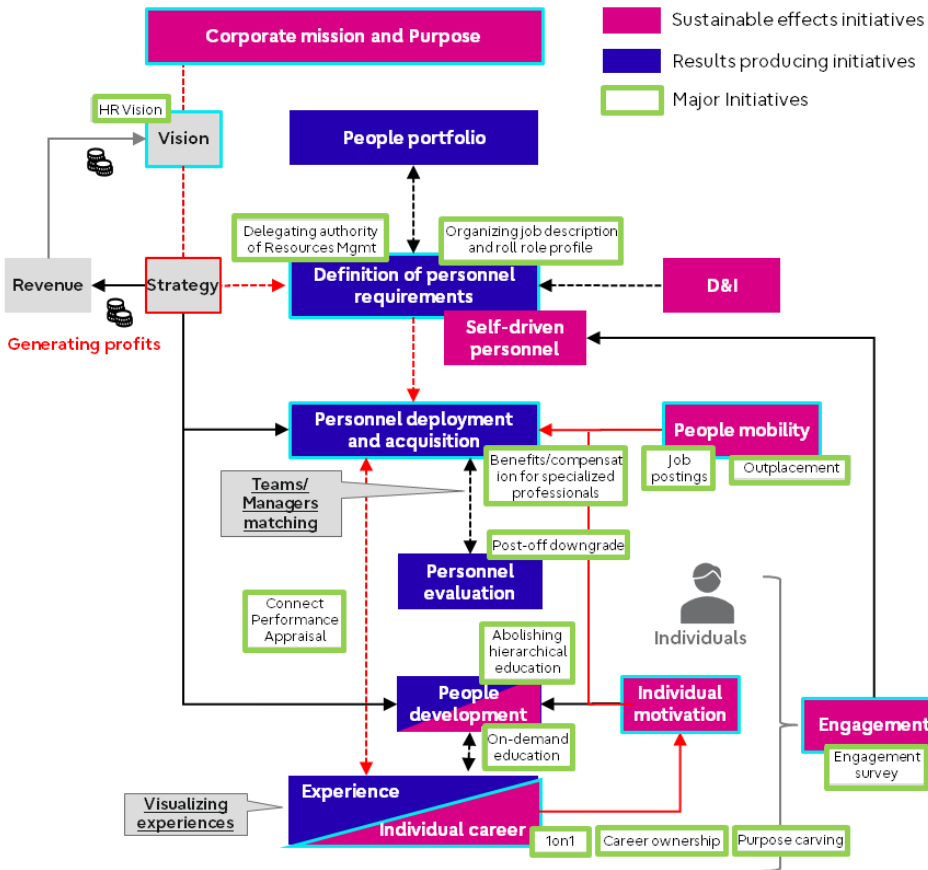 Corporate mission and Purpose
Sustainable effects initiatives
Results producing initiatives
Major Initiatives
HR Vision
Vision
People portfolio
Delegating authority
of Resources Mgmt
Organizing job description
and roll role profile
Revenue
Strategy
Definition of personnel
requirements
D&I
Generating profits
Self-driven
personnel
Personnel deployment
and acquisition
People mobility
Benefits/compensat
ion for specialized
professionals
Job
postings
Outplacement
Teams/
Managers
matching
Post-off downgrade
Personnel
evaluation
Connect
Performance
Appraisal
Individuals
Abolishing
hierarchical
education
People
development
Individual
motivation
Engagement
On-demand
education
Engagement
survey
Visualizing
experiences
Experience
Individual career
1on1
Career ownership
Purpose carving